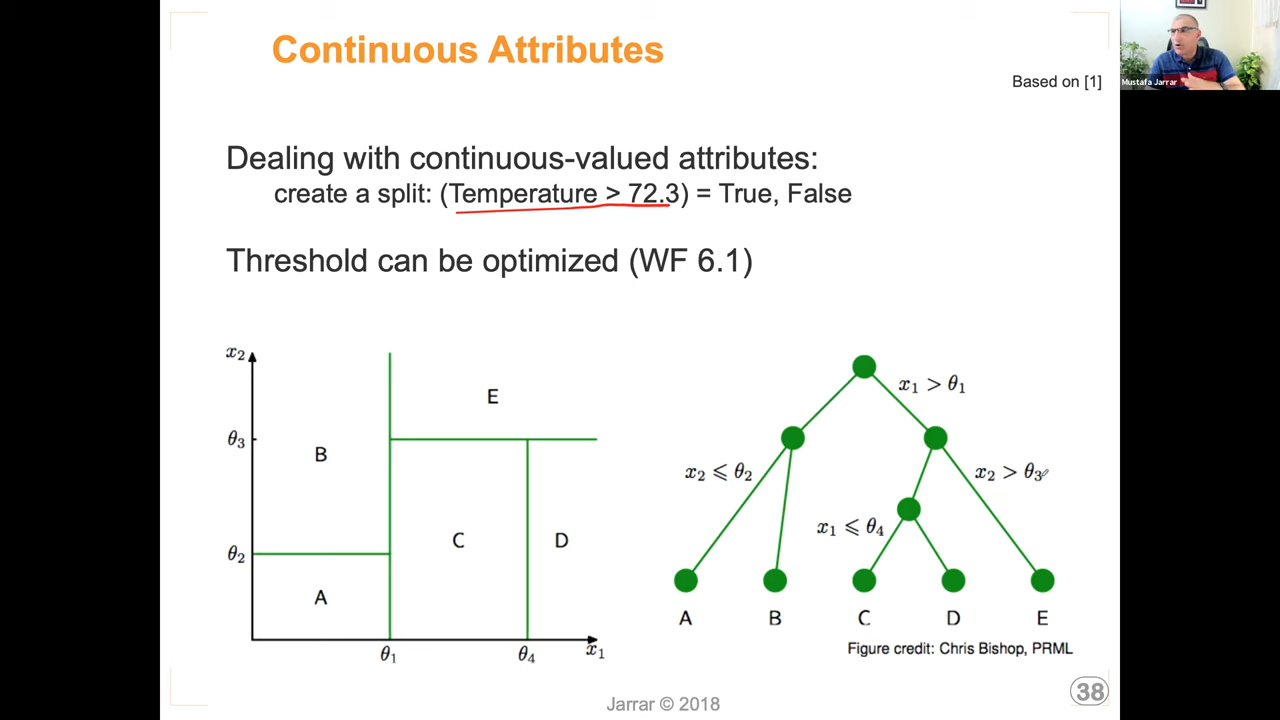 Continuous Attributes
Based on [1]
Mustafa Jarrar
Dealing with continuous-valued attributes:
create a split: (Temperature > 72.3) = True, False
Threshold can be optimized (WF 6.1)
x₂
θ₃
θ₂
θ₁
θ₄
x₁
B
E
C
D
A
x₁ > θ₁
x₂ ⩽ θ₂
x₂ > θ₃
x₁ ⩽ θ₄
A B C D E
Figure credit: Chris Bishop, PRML
Jarrar © 2018
38